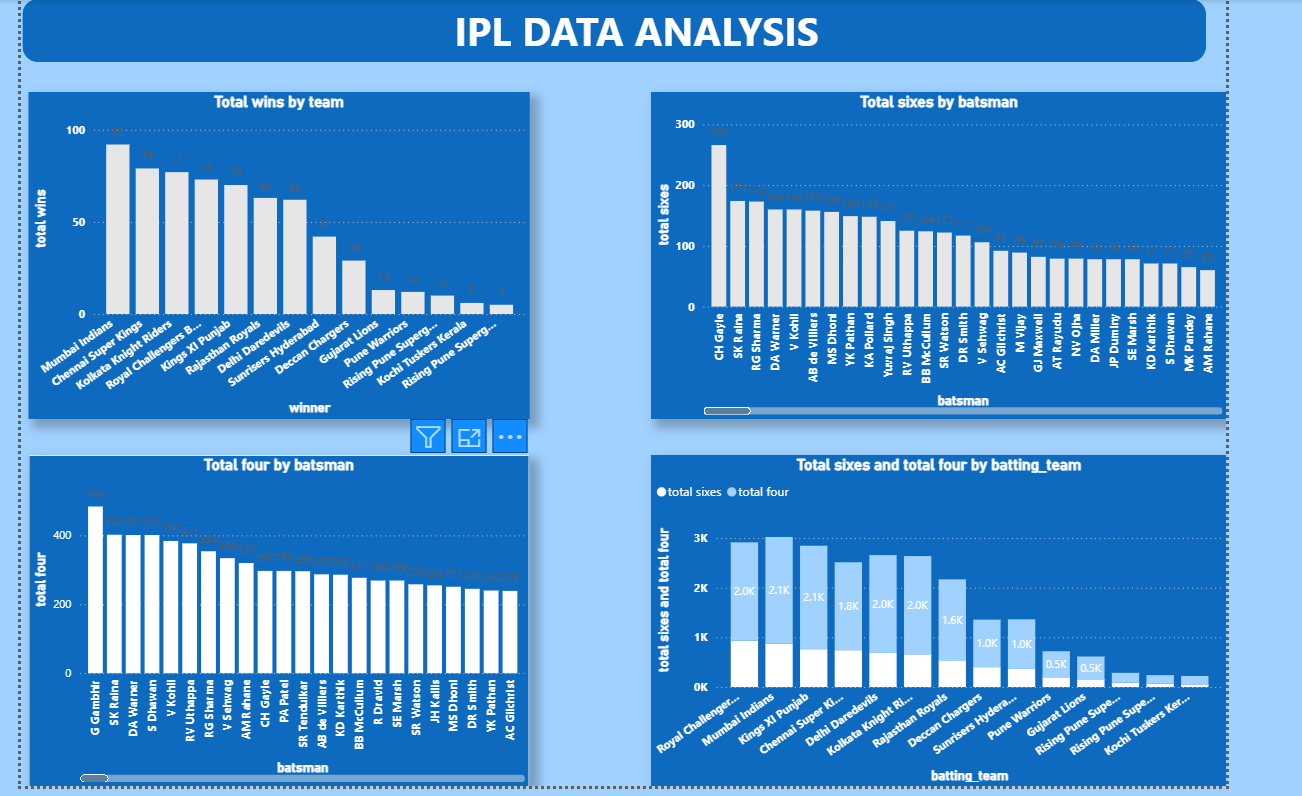 IPL DATA ANALYSIS
Total wins by team
100
50
0
total wins
Mumbai Indians
Chennai Super Kings
Kolkata Knight Riders
Royal Challengers B...
Kings XI Punjab
Rajasthan Royals
Delhi Daredevils
Sunrisers Hyderabad
Deccan Chargers
Gujarat Lions
Pune Warriors
Rising Pune Superg...
Kochi Tuskers Kerala
Rising Pune Superg...
winner
Total sixes by batsman
300
200
100
0
total sixes
CH Gayle
SK Raina
RG Sharma
DA Warner
V Kohli
AB de Villiers
MS Dhoni
YK Pathan
KA Pollard
Yuvraj Singh
RV Uthappa
BB McCullum
SR Watson
DR Smith
V Sehwag
AC Gilchrist
M Vijay
GJ Maxwell
AT Rayudu
NV Ojha
DA Miller
JP Duminy
SE Marsh
KD Karthik
S Dhawan
MK Pandey
AM Rahane
batsman
Total four by batsman
400
200
0
total four
G Gambhir
SK Raina
DA Warner
S Dhawan
V Kohli
RV Uthappa
RG Sharma
V Sehwag
AM Rahane
CH Gayle
PA Patel
SR Tendulkar
AB de Villiers
KD Karthik
BB McCullum
R Dravid
SE Marsh
SR Watson
JH Kallis
MS Dhoni
DR Smith
YK Pathan
AC Gilchrist
batsman
Total sixes and total four by batting_team
total sixes total four
3K
2K
1K
0K
total sixes and total four
2.0K
2.1K
2.1K
1.8K
2.0K
2.0K
1.6K
1.0K
1.0K
0.5K
0.5K
Royal Challenger...
Mumbai Indians
Kings XI Punjab
Chennai Super Ki...
Delhi Daredevils
Kolkata Knight Ri...
Rajasthan Royals
Deccan Chargers
Sunrisers Hydera...
Pune Warriors
Gujarat Lions
Rising Pune Supe...
Rising Pune Supe...
Kochi Tuskers Ker...
batting_team